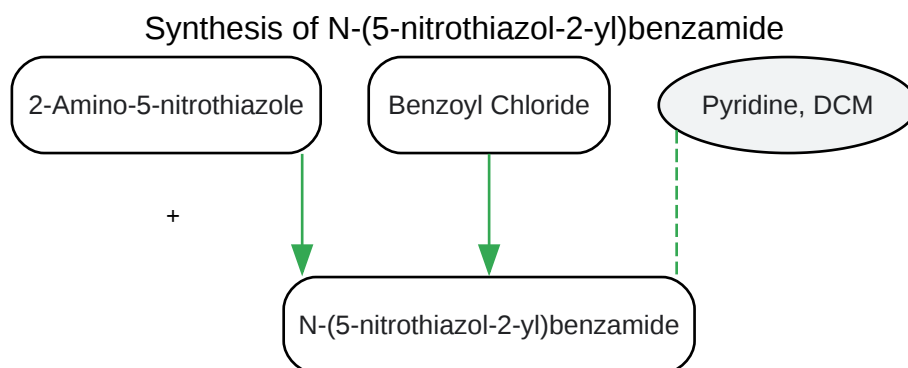 Synthesis of N-(5-nitrothiazol-2-yl)benzamide
2-Amino-5-nitrothiazole
Benzoyl Chloride
Pyridine, DCM
+
N-(5-nitrothiazol-2-yl)benzamide